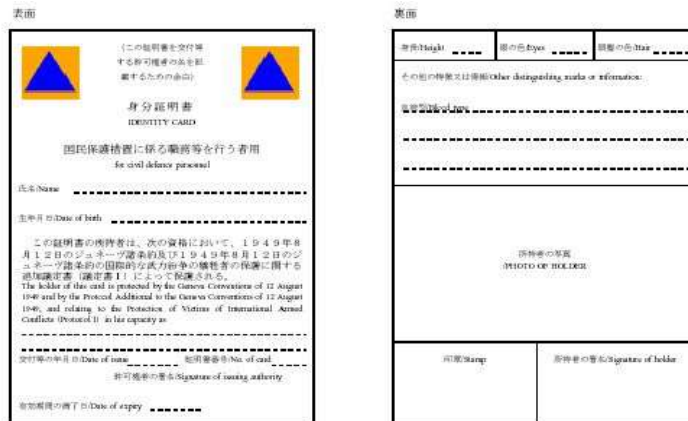 表面
(この証明書を交付等
する許可権者の名を記
載するための余白)
身分証明書
IDENTITY CARD
国民保護措置に係る職務等を行う者用
for civil defence personnel
氏名/Name
生年月日/Date of birth
この証明書の所持者は、次の資格において、1949年8
月12日のジュネーヴ諸条約及び1949年8月12日のジ
ュネーヴ諸条約の国際的な武力紛争の犠牲者の保護に関する
追加議定書(議定書I)によって保護される。
The holder of this card is protected by the Geneva Conventions of 12 August
1949 and by the Protocol Additional to the Geneva Conventions of 12 August
1949, and relating to the Protection of Victims of International Armed
Conflicts (Protocol I) in his capacity as
交付等の年月日/Date of issue 証明書番号/No. of card
許可権者の署名/Signature of issuing authority
有効期間の満了日/Date of expiry
裏面
身長/Height 眼の色/Eyes 頭髪の色/Hair
その他の特徴又は情報/Other distinguishing marks or information:
血液型/Blood type
所持者の写真
/PHOTO OF HOLDER
印章/Stamp 所持者の署名/Signature of holder